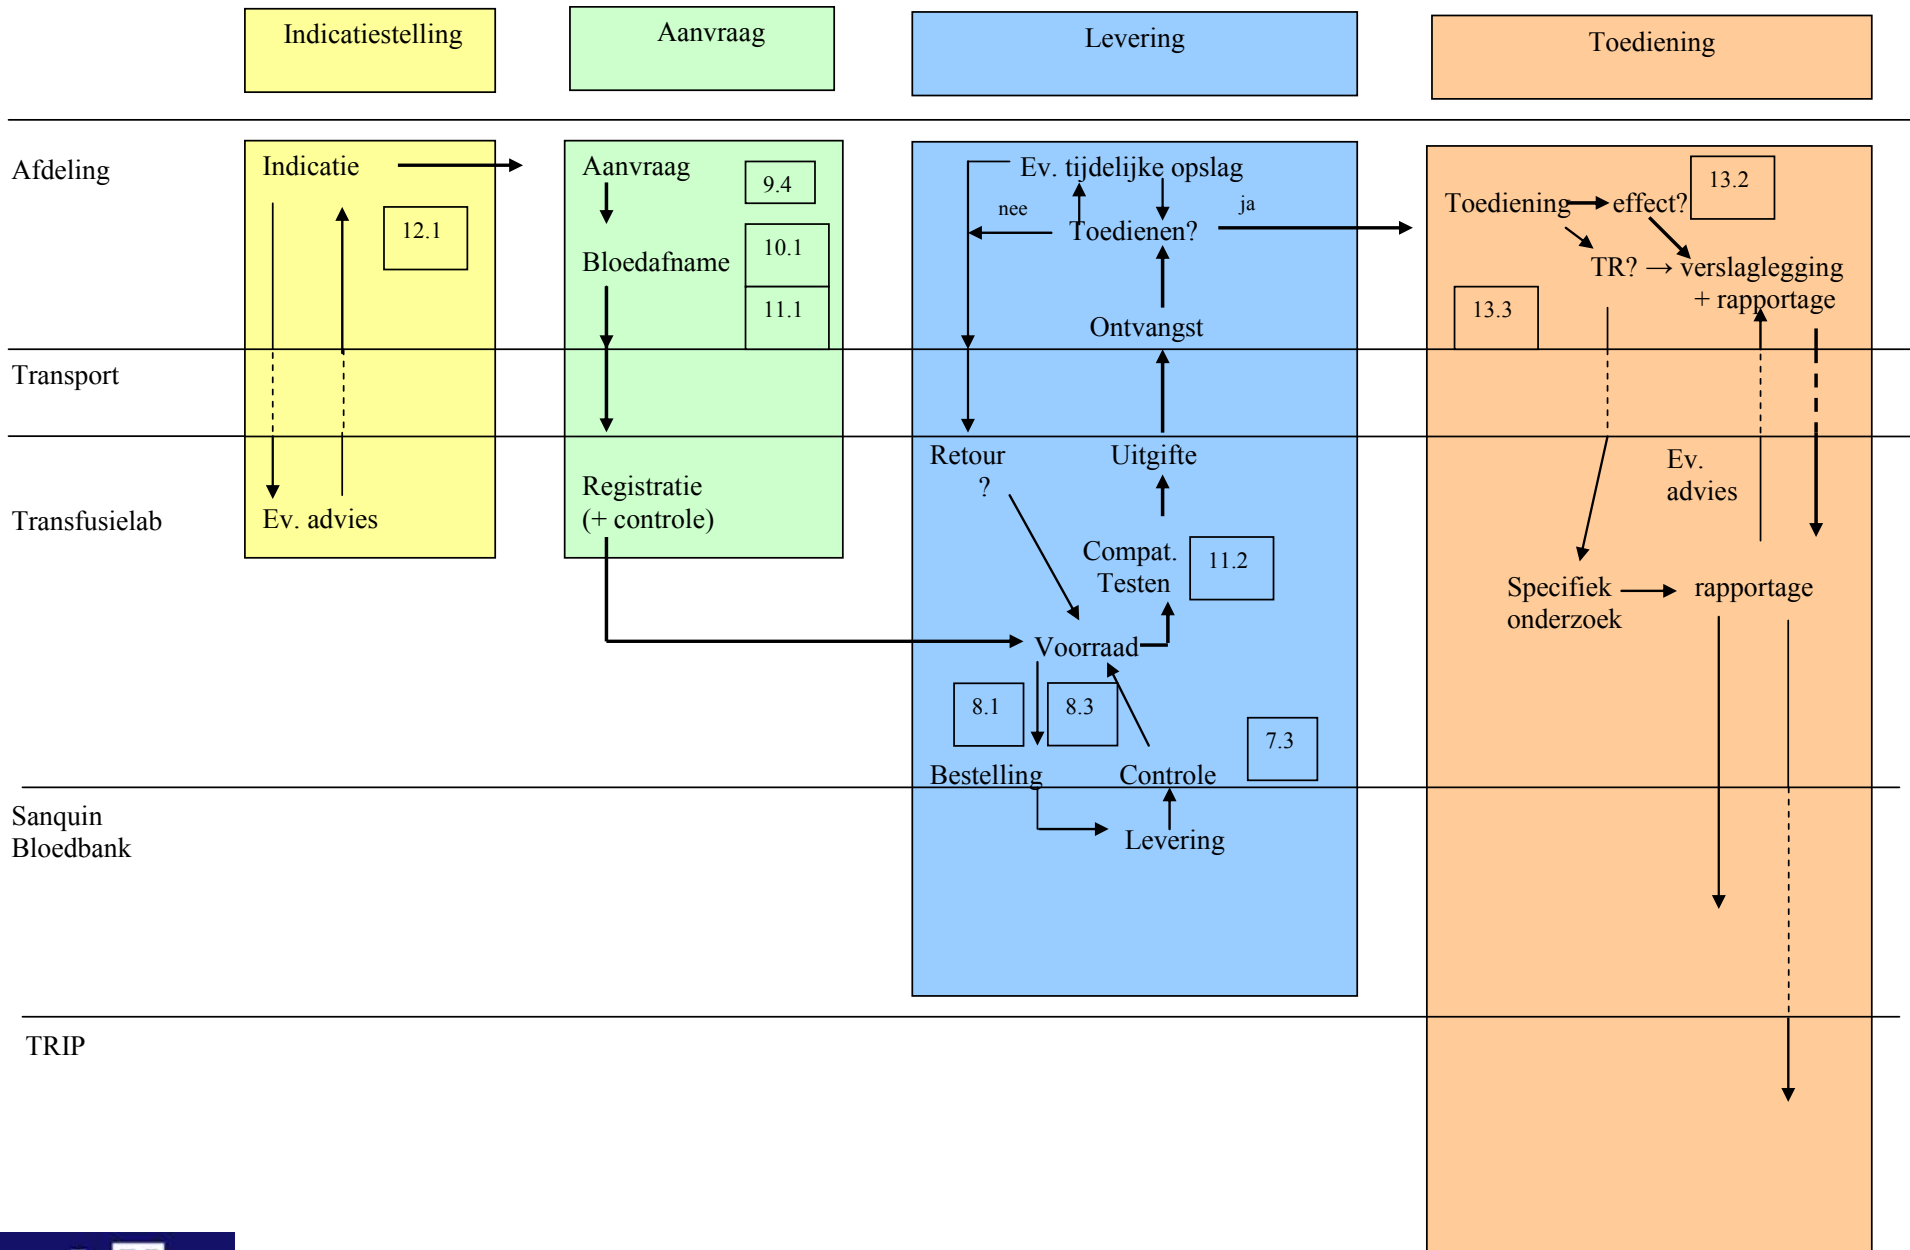 Indicatiestelling
Aanvraag
Levering
Toediening
Afdeling
Indicatie
12.1
Aanvraag
9.4
Bloedafname
10.1
11.1
Ev. tijdelijke opslag
nee
ja
Toedienen?
Ontvangst
Toediening
effect?
13.2
TR? → verslaglegging
+ rapportage
13.3
Transport
Transfusielab
Ev. advies
Registratie
(+ controle)
Retour
?
Uitgifte
Compat.
Testen
11.2
Voorraad
8.1
8.3
7.3
Bestelling
Controle
Ev.
advies
Specifiek
onderzoek
rapportage
Sanquin
Bloedbank
Levering
TRIP